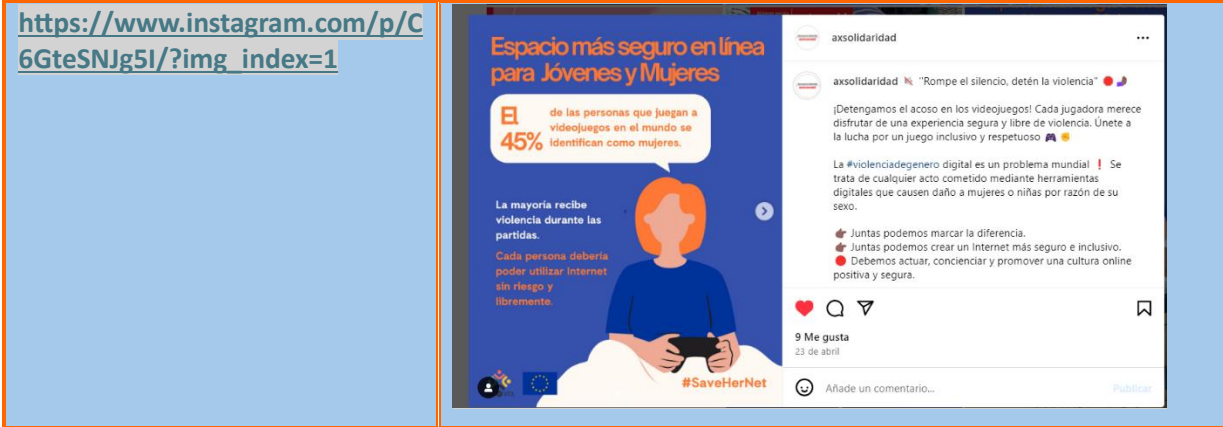 https://www.instagram.com/p/C
6GteSNJg5I/?img_index=1
Espacio más seguro en línea
para Jóvenes y Mujeres
El
45%
de las personas que juegan a
videojuegos en el mundo se
identifican como mujeres.
La mayoría recibe
violencia durante las
partidas.
Cada persona debería
poder utilizar Internet
sin riesgo y
libremente.
#SaveHerNet
axsolidaridad
axsolidaridad "Rompe el silencio, detén la violencia"
¡Detengamos el acoso en los videojuegos! Cada jugadora merece
disfrutar de una experiencia segura y libre de violencia. Únete a
la lucha por un juego inclusivo y respetuoso 🎮 ✊
La #violenciadegenero digital es un problema mundial ❗ Se
trata de cualquier acto cometido mediante herramientas
digitales que causen daño a mujeres o niñas por razón de su
sexo.
Juntas podemos marcar la diferencia.
Juntas podemos crear un Internet más seguro e inclusivo.
Debemos actuar, concienciar y promover una cultura online
positiva y segura.
9 Me gusta
23 de abril
Añade un comentario...
Publicar